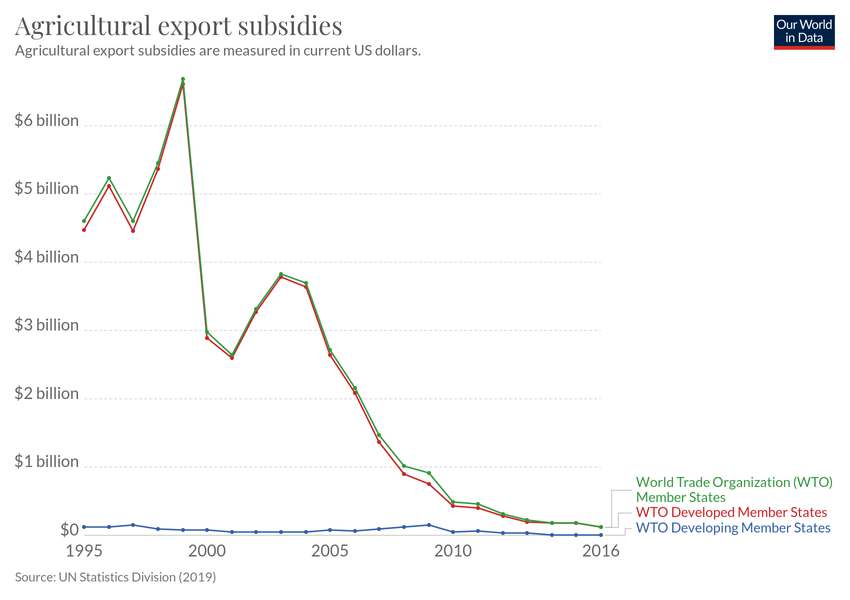 Agricultural export subsidies
Agricultural export subsidies are measured in current US dollars.
Our World
in Data
$6 billion
$5 billion
$4 billion
$3 billion
$2 billion
$1 billion
$0
1995
2000
2005
2010
2016
World Trade Organization (WTO)
Member States
WTO Developed Member States
WTO Developing Member States
Source: UN Statistics Division (2019)